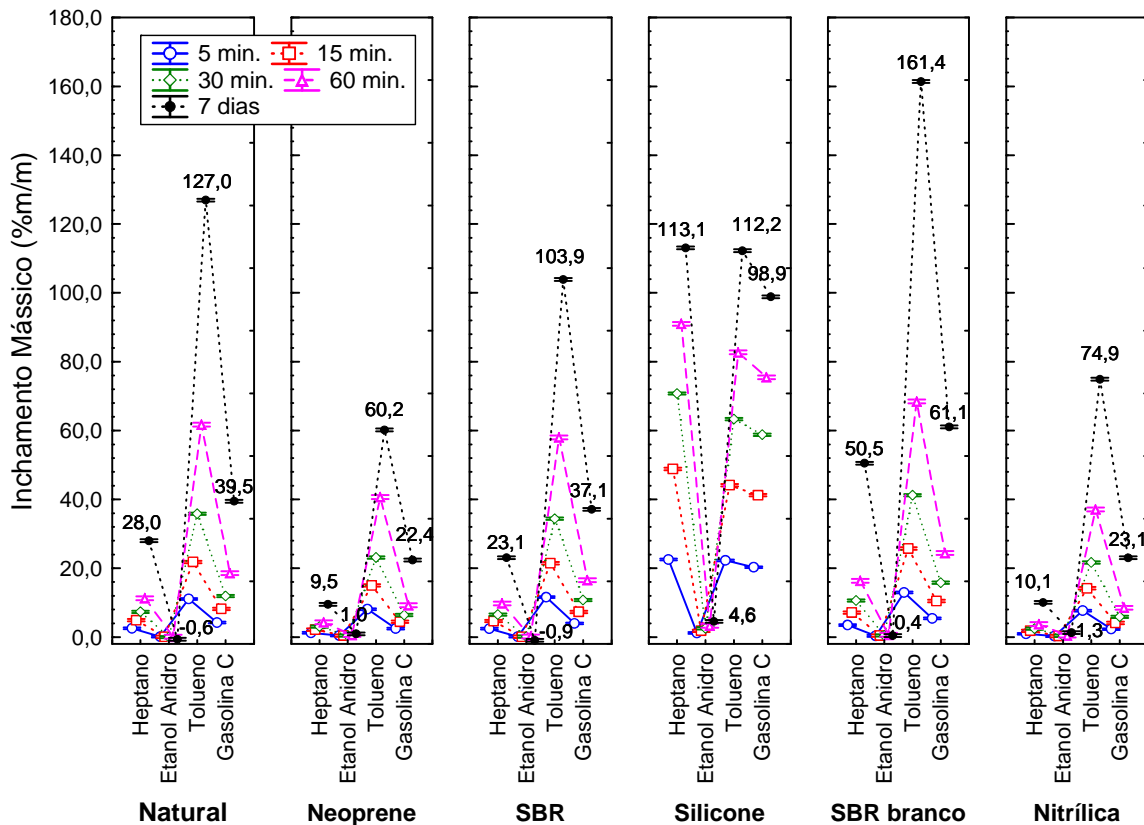 Inchamento Mássico (%m/m)
180,0
160,0
140,0
120,0
100,0
80,0
60,0
40,0
20,0
0,0
5 min. 15 min.
30 min. 60 min.
7 dias
28,0
-0,6
127,0
39,5
9,5
1,0
60,2
22,4
23,1
-0,9
103,9
37,1
113,1
4,6
112,2
98,9
50,5
0,4
161,4
61,1
10,1
1,3
74,9
23,1
Heptano
Etanol Anidro
Tolueno
Gasolina C
Heptano
Etanol Anidro
Tolueno
Gasolina C
Heptano
Etanol Anidro
Tolueno
Gasolina C
Heptano
Etanol Anidro
Tolueno
Gasolina C
Heptano
Etanol Anidro
Tolueno
Gasolina C
Heptano
Etanol Anidro
Tolueno
Gasolina C
Natural Neoprene SBR Silicone SBR branco Nitrílica